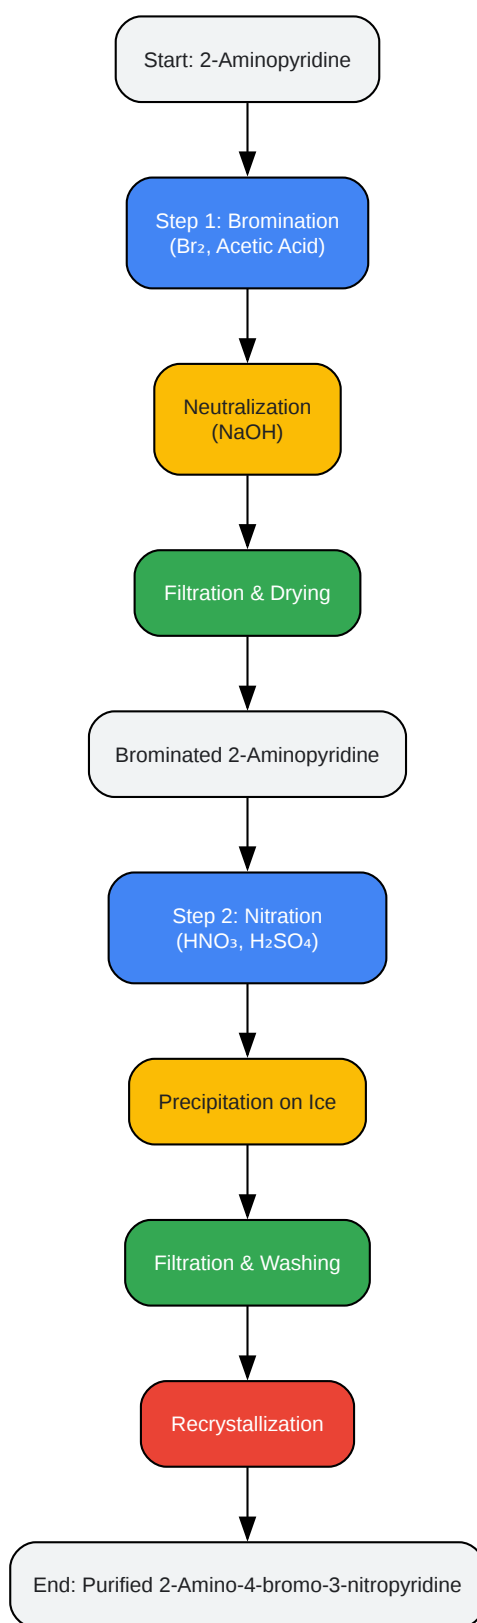 Start: 2-Aminopyridine
Step 1: Bromination
(Br₂, Acetic Acid)
Neutralization
(NaOH)
Filtration & Drying
Brominated 2-Aminopyridine
Step 2: Nitration
(HNO₃, H₂SO₄)
Precipitation on Ice
Filtration & Washing
Recrystallization
End: Purified 2-Amino-4-bromo-3-nitropyridine